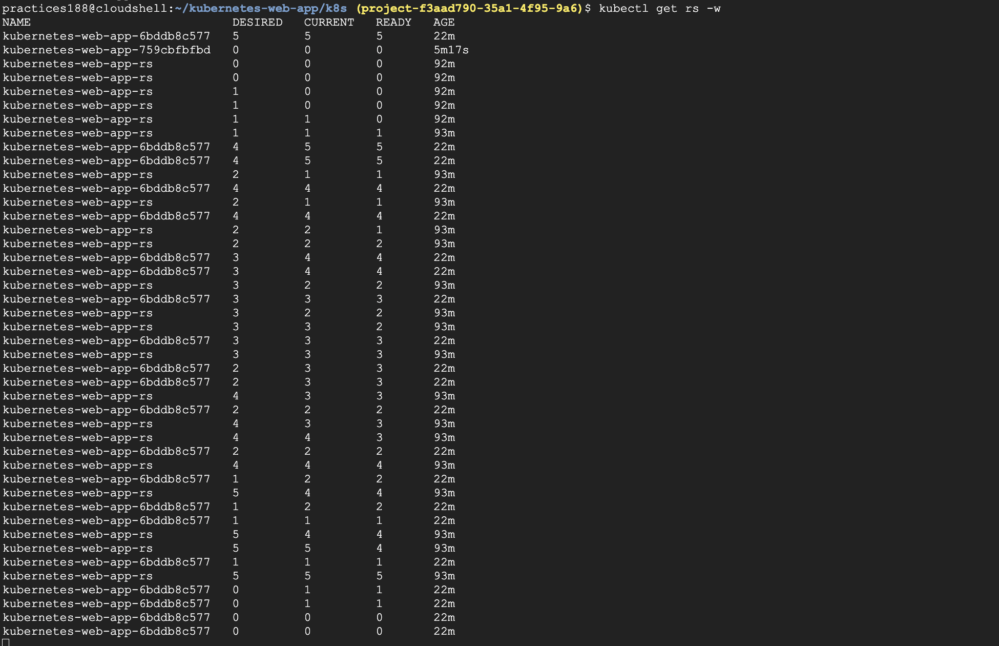 practices188@cloudshell:~/kubernetes-web-app/k8s (project-f3aad790-35a1-4f95-9a6)$ kubectl get rs -w
NAME DESIRED CURRENT READY AGE
kubernetes-web-app-6bddb8c577 5 5 5 22m
kubernetes-web-app-759cbfbfbd 0 0 0 5m17s
kubernetes-web-app-rs 0 0 0 92m
kubernetes-web-app-rs 0 0 0 92m
kubernetes-web-app-rs 1 0 0 92m
kubernetes-web-app-rs 1 0 0 92m
kubernetes-web-app-rs 1 1 0 92m
kubernetes-web-app-rs 1 1 1 93m
kubernetes-web-app-6bddb8c577 4 5 5 22m
kubernetes-web-app-6bddb8c577 4 5 5 22m
kubernetes-web-app-rs 2 1 1 93m
kubernetes-web-app-6bddb8c577 4 4 4 22m
kubernetes-web-app-rs 2 1 1 93m
kubernetes-web-app-6bddb8c577 4 4 4 22m
kubernetes-web-app-rs 2 2 1 93m
kubernetes-web-app-rs 2 2 2 93m
kubernetes-web-app-6bddb8c577 3 4 4 22m
kubernetes-web-app-6bddb8c577 3 4 4 22m
kubernetes-web-app-rs 3 2 2 93m
kubernetes-web-app-6bddb8c577 3 3 3 22m
kubernetes-web-app-rs 3 2 2 93m
kubernetes-web-app-rs 3 3 2 93m
kubernetes-web-app-6bddb8c577 3 3 3 22m
kubernetes-web-app-rs 3 3 3 93m
kubernetes-web-app-6bddb8c577 2 3 3 22m
kubernetes-web-app-6bddb8c577 2 3 3 22m
kubernetes-web-app-rs 4 3 3 93m
kubernetes-web-app-6bddb8c577 2 2 2 22m
kubernetes-web-app-rs 4 3 3 93m
kubernetes-web-app-rs 4 4 3 93m
kubernetes-web-app-6bddb8c577 2 2 2 22m
kubernetes-web-app-rs 4 4 4 93m
kubernetes-web-app-6bddb8c577 1 2 2 22m
kubernetes-web-app-rs 5 4 4 93m
kubernetes-web-app-6bddb8c577 1 2 2 22m
kubernetes-web-app-6bddb8c577 1 1 1 22m
kubernetes-web-app-rs 5 4 4 93m
kubernetes-web-app-rs 5 5 4 93m
kubernetes-web-app-6bddb8c577 1 1 1 22m
kubernetes-web-app-rs 5 5 5 93m
kubernetes-web-app-6bddb8c577 0 1 1 22m
kubernetes-web-app-6bddb8c577 0 1 1 22m
kubernetes-web-app-6bddb8c577 0 0 0 22m
kubernetes-web-app-6bddb8c577 0 0 0 22m